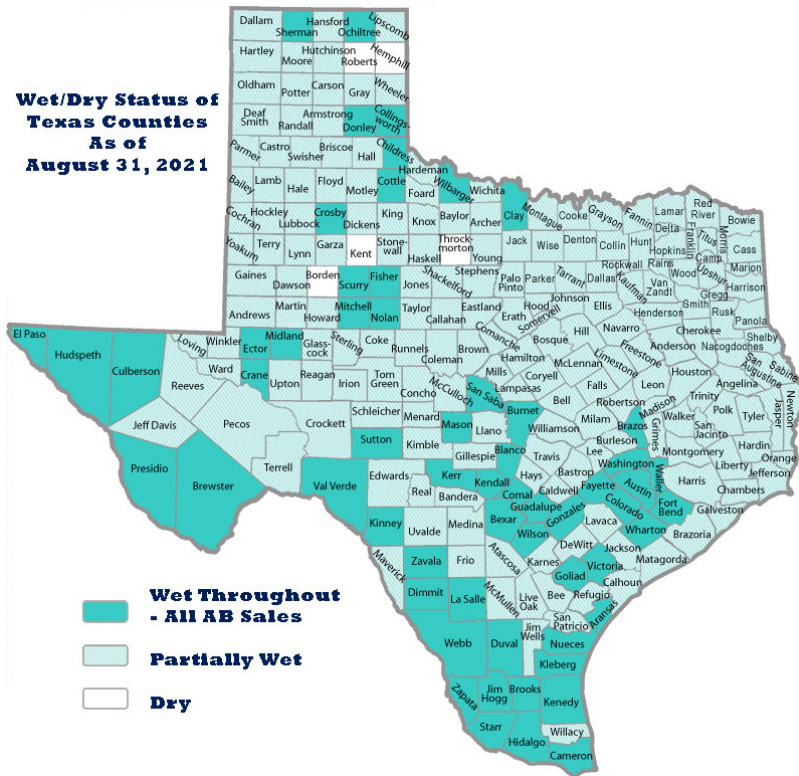 Wet/Dry Status of
Texas Counties
As of
August 31, 2021
Dallam
Sherman
Hansford
Ochiltree
Lipscomb
Hartley
Moore
Hutchinson
Roberts
Hemphill
Oldham
Potter
Carson
Gray
Wheeler
Deaf
Smith
Randall
Armstrong
Donley
Collings-
worth
Parmer
Castro
Swisher
Briscoe
Hall
Childress
Hardeman
Bailey
Lamb
Hale
Floyd
Motley
Cottle
Foard
Wilbarger
Wichita
Clay
Montague
Cooke
Grayson
Fannin
Lamar
Red
River
Bowie
Cochran
Hockley
Lubbock
Crosby
Dickens
King
Knox
Baylor
Archer
Jack
Wise
Denton
Collin
Hunt
Delta
Hopkins
Franklin
Titus
Morris
Camp
Cass
Yoakum
Terry
Lynn
Garza
Kent
Stone-
wall
Haskell
Throck-
morton
Young
Rockwall
Rains
Wood
Upshur
Marion
Gaines
Dawson
Borden
Scurry
Fisher
Jones
Shackelford
Stephens
Palo
Pinto
Parker
Tarrant
Dallas
Kaufman
Van
Zandt
Gregg
Harrison
Andrews
Martin
Howard
Mitchell
Nolan
Taylor
Callahan
Eastland
Erath
Hood
Somervell
Johnson
Ellis
Henderson
Smith
Rusk
Panola
El Paso
Hudspeth
Culberson
Loving
Winkler
Ector
Midland
Glass-
cock
Sterling
Coke
Runnels
Coleman
Brown
Comanche
Hamilton
Bosque
Hill
Navarro
Anderson
Cherokee
Nacogdoches
Shelby
Reeves
Ward
Crane
Upton
Reagan
Irion
Tom
Green
Concho
McCulloch
San Saba
Mills
Lampasas
Coryell
McLennan
Limestone
Freestone
Leon
Houston
Angelina
San
Augustine
Sabine
Jeff Davis
Pecos
Crockett
Schleicher
Menard
Mason
Llano
Burnet
Bell
Falls
Robertson
Madison
Trinity
Polk
Tyler
Jasper
Newton
Presidio
Brewster
Terrell
Sutton
Kimble
Gillespie
Blanco
Williamson
Milam
Burleson
Brazos
Grimes
Walker
San
Jacinto
Hardin
Orange
Val Verde
Edwards
Real
Kerr
Kendall
Bandera
Comal
Hays
Travis
Bastrop
Lee
Washington
Waller
Montgomery
Liberty
Jefferson
Kinney
Uvalde
Medina
Bexar
Guadalupe
Caldwell
Fayette
Austin
Harris
Chambers
Maverick
Zavala
Frio
Atascosa
Wilson
Gonzales
Lavaca
Colorado
Fort
Bend
Galveston
Dimmit
La Salle
McMullen
Karnes
DeWitt
Jackson
Wharton
Brazoria
Matagorda
Live
Oak
Bee
Goliad
Victoria
Calhoun
Refugio
Aransas
Webb
Duval
Jim
Wells
San
Patricio
Nueces
Kleberg
Zapata
Jim
Hogg
Brooks
Kenedy
Starr
Hidalgo
Willacy
Cameron
Wet Throughout
- All AB Sales
Partially Wet
Dry